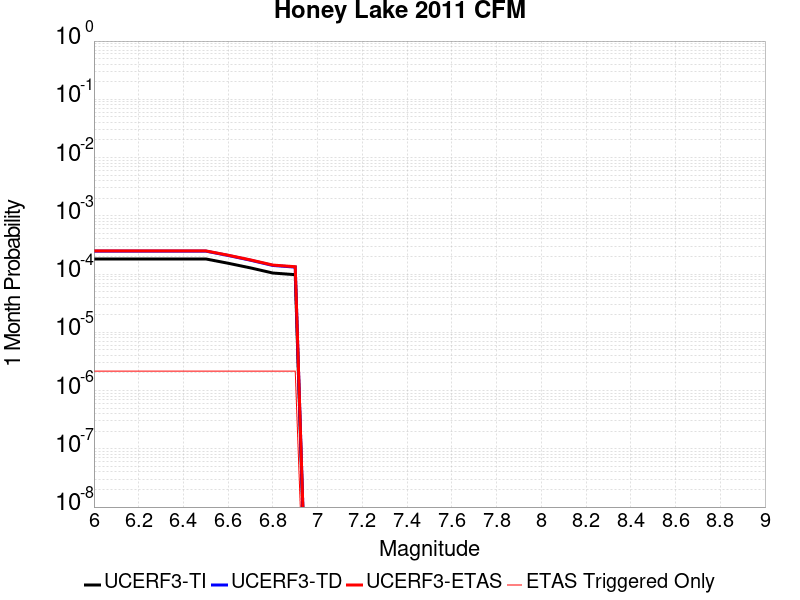 Honey Lake 2011 CFM
10^0
10^-1
10^-2
10^-3
10^-4
10^-5
10^-6
10^-7
10^-8
1 Month Probability
6 6.2 6.4 6.6 6.8 7 7.2 7.4 7.6 7.8 8 8.2 8.4 8.6 8.8 9
Magnitude
UCERF3-TI UCERF3-TD UCERF3-ETAS ETAS Triggered Only